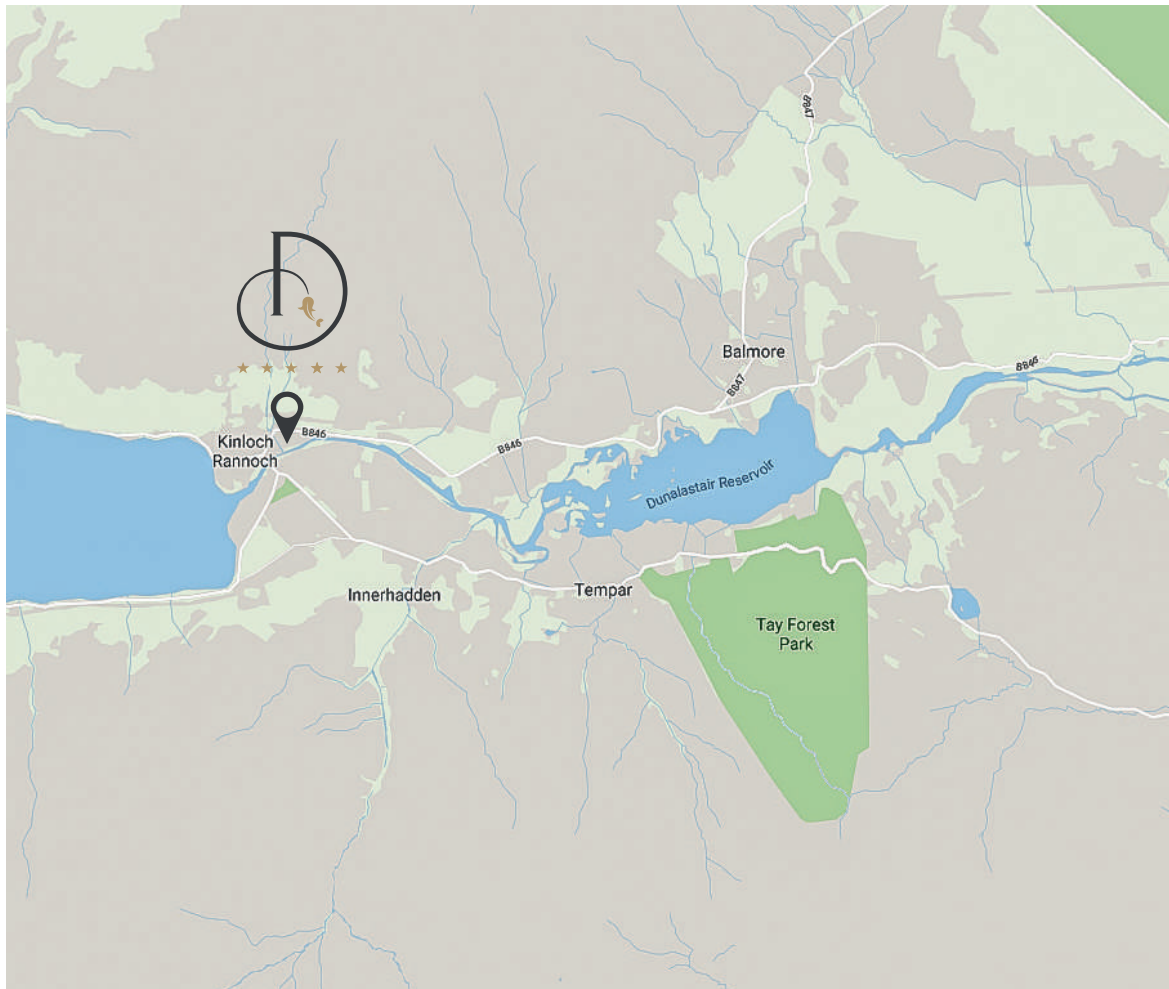 B847
D
Balmore
B847
B846
Kinloch
Rannoch
B846
B846
Dunalastair Reservoir
Innerhadden
Tempar
Tay Forest
Park